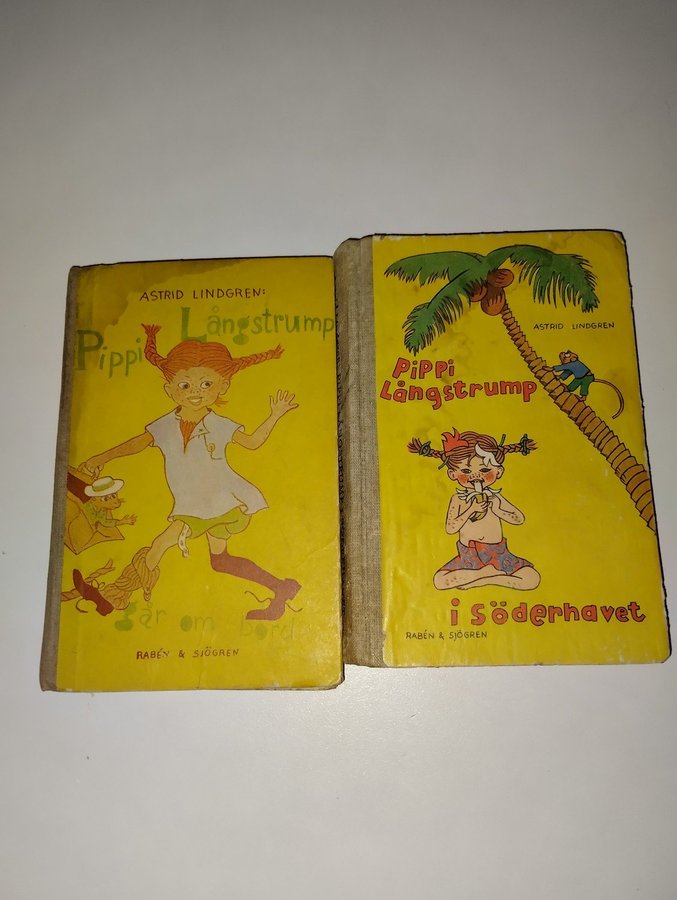 ASTRID LINDGREN:
Pippi Långstrump
går om bord
RABÉN & SJÖGREN
ASTRID LINDGREN
PiPPi
Långstrump
i Söderhavet
RABÉN & SJÖGREN